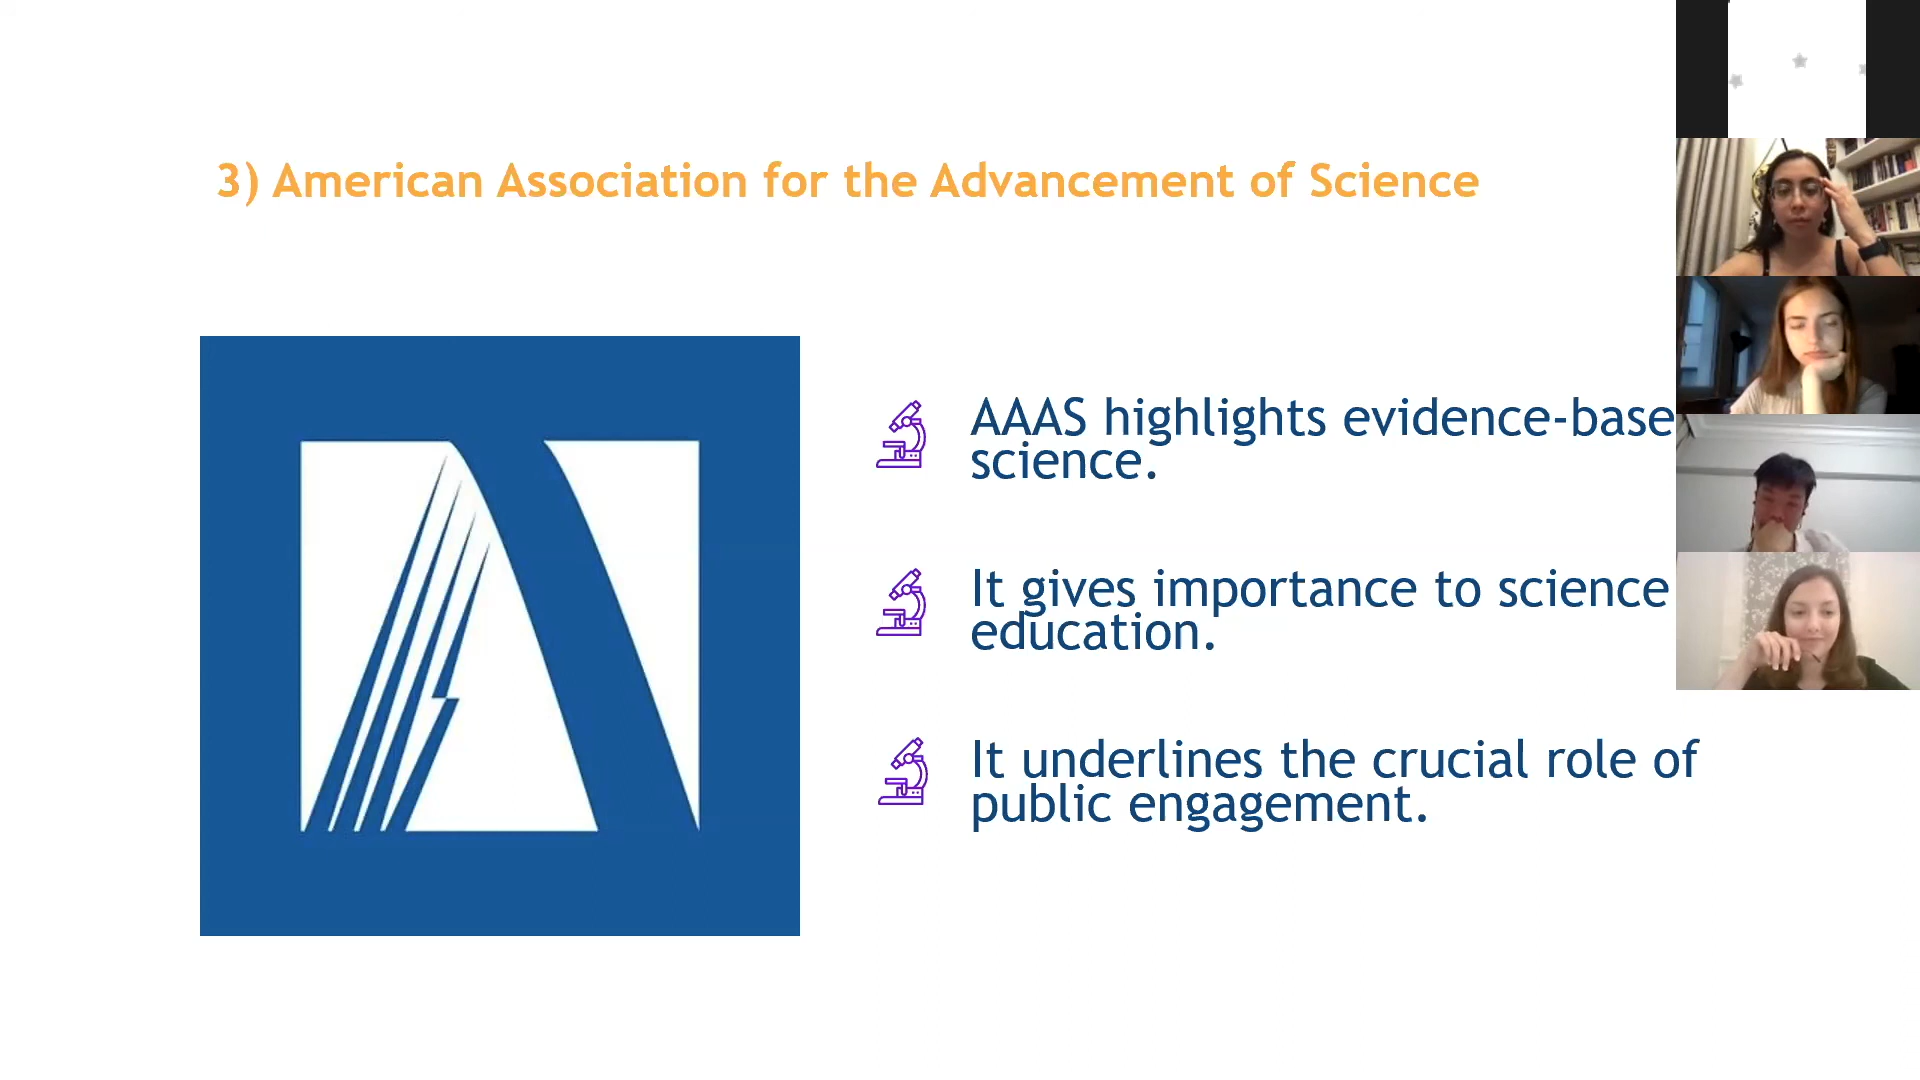 3) American Association for the Advancement of Science
AAAS highlights evidence-base
science.
It gives importance to science
education.
It underlines the crucial role of
public engagement.